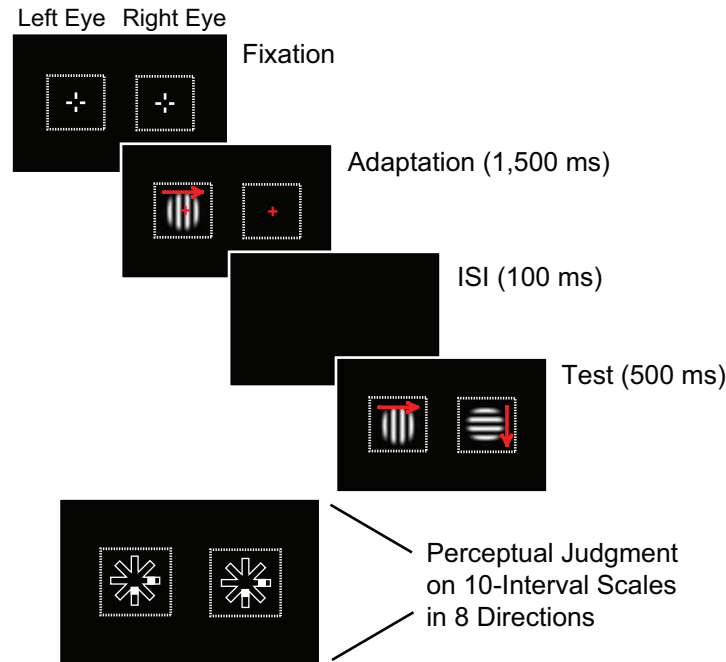 Left Eye Right Eye
Fixation
Adaptation (1,500 ms)
ISI (100 ms)
Test (500 ms)
Perceptual Judgment
on 10-Interval Scales
in 8 Directions